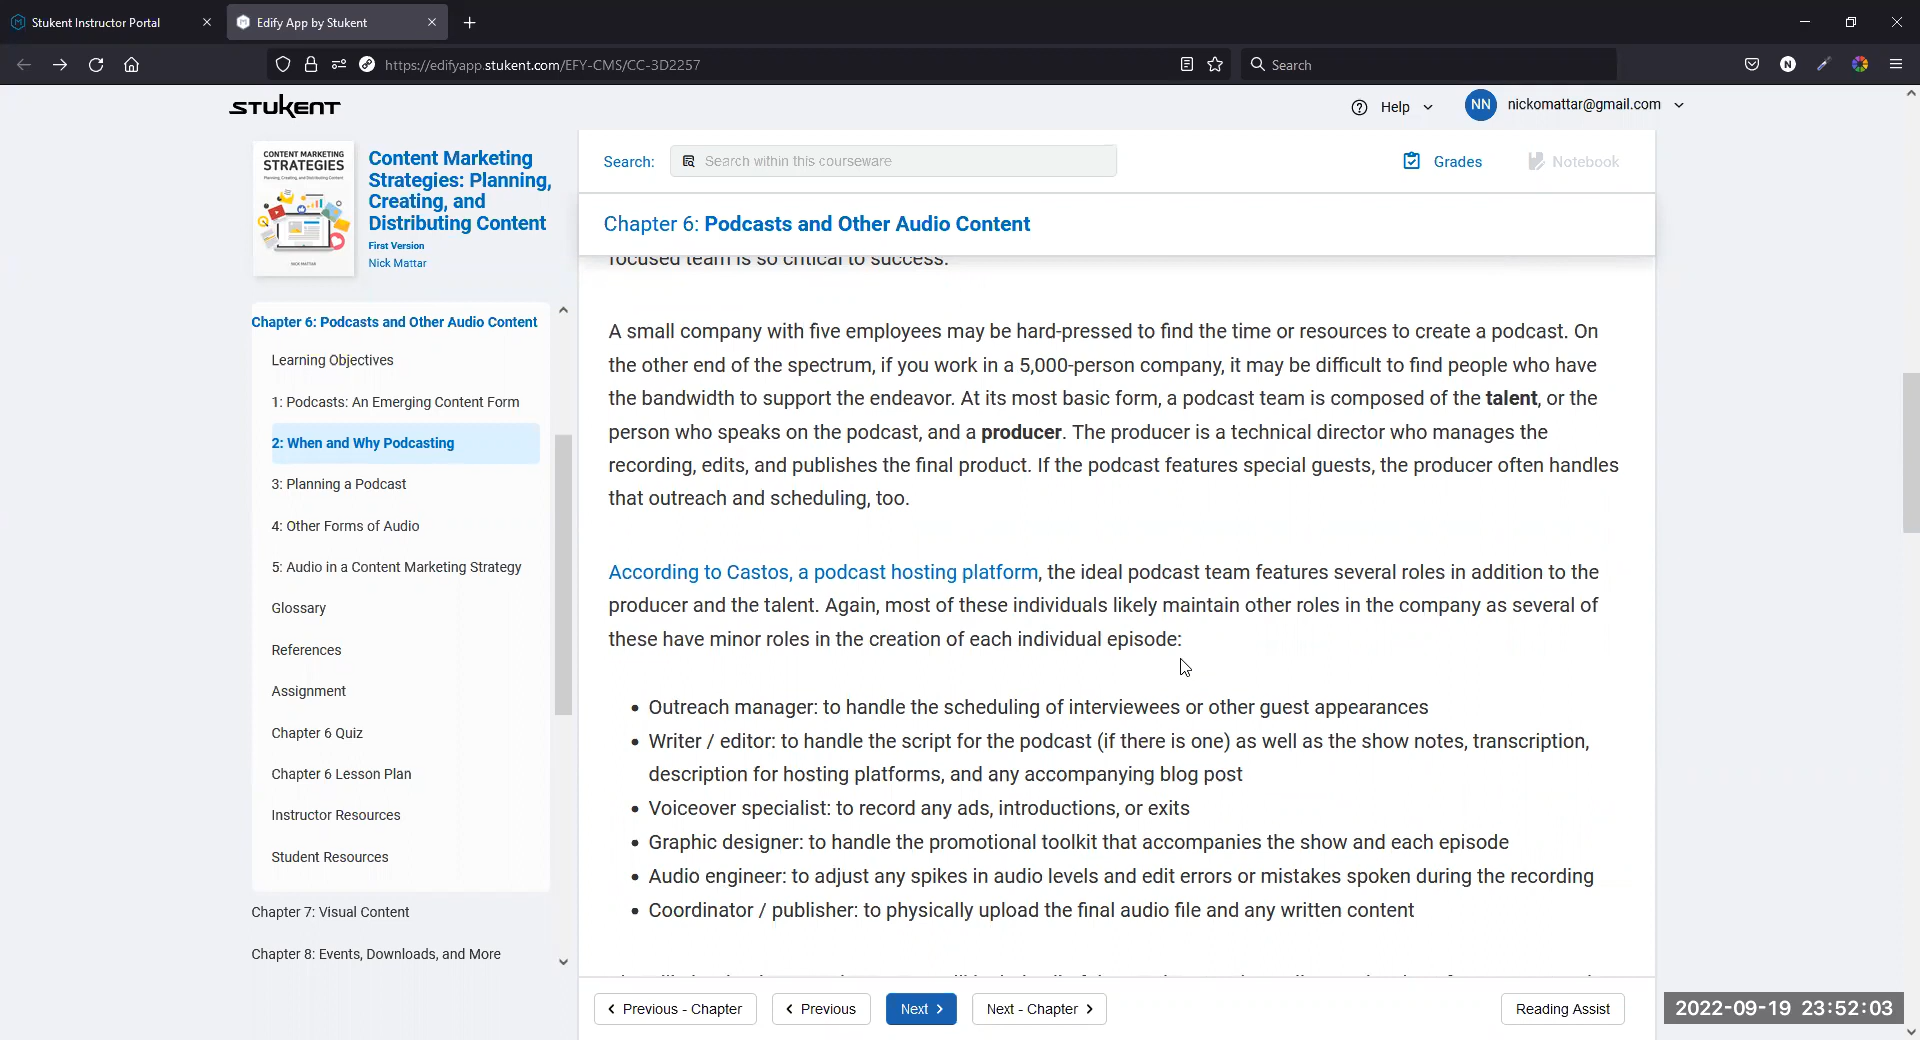 Stukent Instructor Portal
Edify App by Stukent
https://edifyapp.stukent.com/EFY-CMS/CC-3D2257
Search
STUKENT
Help
NN
nickomattar@gmail.com
CONTENT MARKETING
STRATEGIES
Planning, Creating, and Distributing Content
NICK MATTAR
Content Marketing
Strategies: Planning,
Creating, and
Distributing Content
First Version
Nick Mattar
Search:
Search within this courseware
Grades
Notebook
Chapter 6: Podcasts and Other Audio Content
Chapter 6: Podcasts and Other Audio Content
Learning Objectives
1: Podcasts: An Emerging Content Form
2: When and Why Podcasting
3: Planning a Podcast
4: Other Forms of Audio
5: Audio in a Content Marketing Strategy
Glossary
References
Assignment
Chapter 6 Quiz
Chapter 6 Lesson Plan
Instructor Resources
Student Resources
Chapter 7: Visual Content
Chapter 8: Events, Downloads, and More
focused team is so critical to success.
A small company with five employees may be hard-pressed to find the time or resources to create a podcast. On
the other end of the spectrum, if you work in a 5,000-person company, it may be difficult to find people who have
the bandwidth to support the endeavor. At its most basic form, a podcast team is composed of the talent, or the
person who speaks on the podcast, and a producer. The producer is a technical director who manages the
recording, edits, and publishes the final product. If the podcast features special guests, the producer often handles
that outreach and scheduling, too.
According to Castos, a podcast hosting platform, the ideal podcast team features several roles in addition to the
producer and the talent. Again, most of these individuals likely maintain other roles in the company as several of
these have minor roles in the creation of each individual episode:
• Outreach manager: to handle the scheduling of interviewees or other guest appearances
• Writer / editor: to handle the script for the podcast (if there is one) as well as the show notes, transcription,
description for hosting platforms, and any accompanying blog post
• Voiceover specialist: to record any ads, introductions, or exits
• Graphic designer: to handle the promotional toolkit that accompanies the show and each episode
• Audio engineer: to adjust any spikes in audio levels and edit errors or mistakes spoken during the recording
• Coordinator / publisher: to physically upload the final audio file and any written content
Previous - Chapter
Previous
Next
Next - Chapter
Reading Assist
2022-09-19 23:52:03